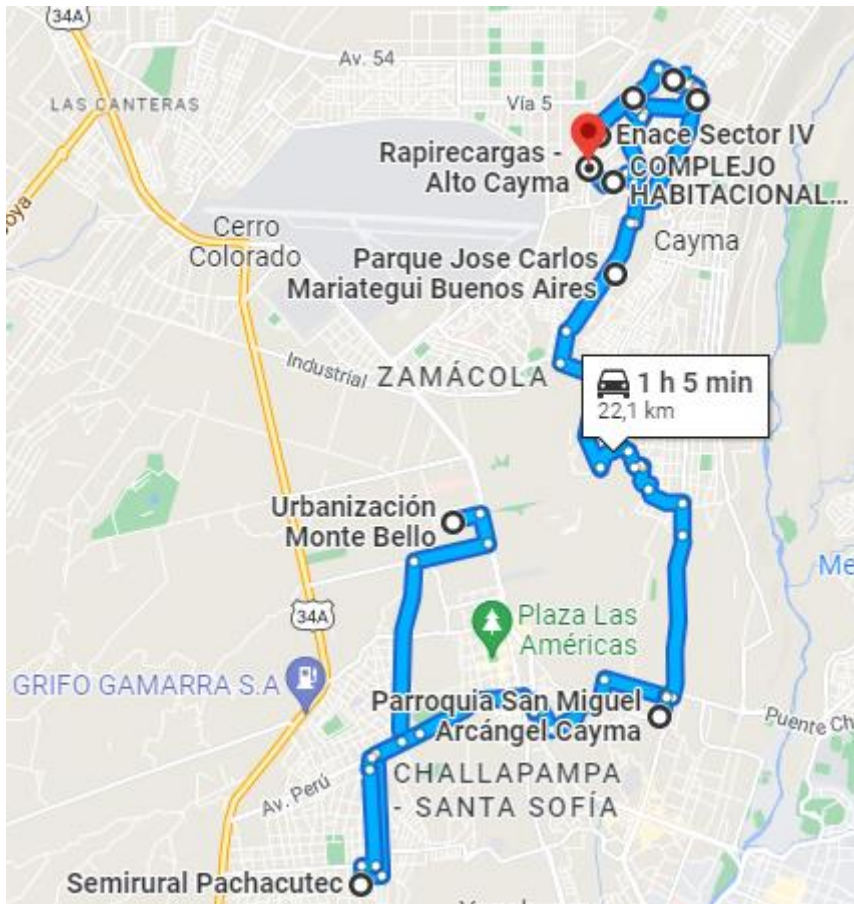 34A
Av. 54
LAS CANTERAS
Vía 5
Enace Sector IV
Rapirecargas -
Alto Cayma
COMPLEJO
HABITACIONAL...
oya
Cerro
Colorado
Cayma
Parque Jose Carlos
Mariategui Buenos Aires
Industrial
ZAMÁCOLA
1 h 5 min
22,1 km
Urbanización
Monte Bello
Me
34A
Plaza Las
Américas
GRIFO GAMARRA S.A
Parroquia San Miguel
Arcángel Cayma
Puente Ch
CHALLAPAMPA
- SANTA SOFÍA
Av. Perú
Semirural Pachacutec